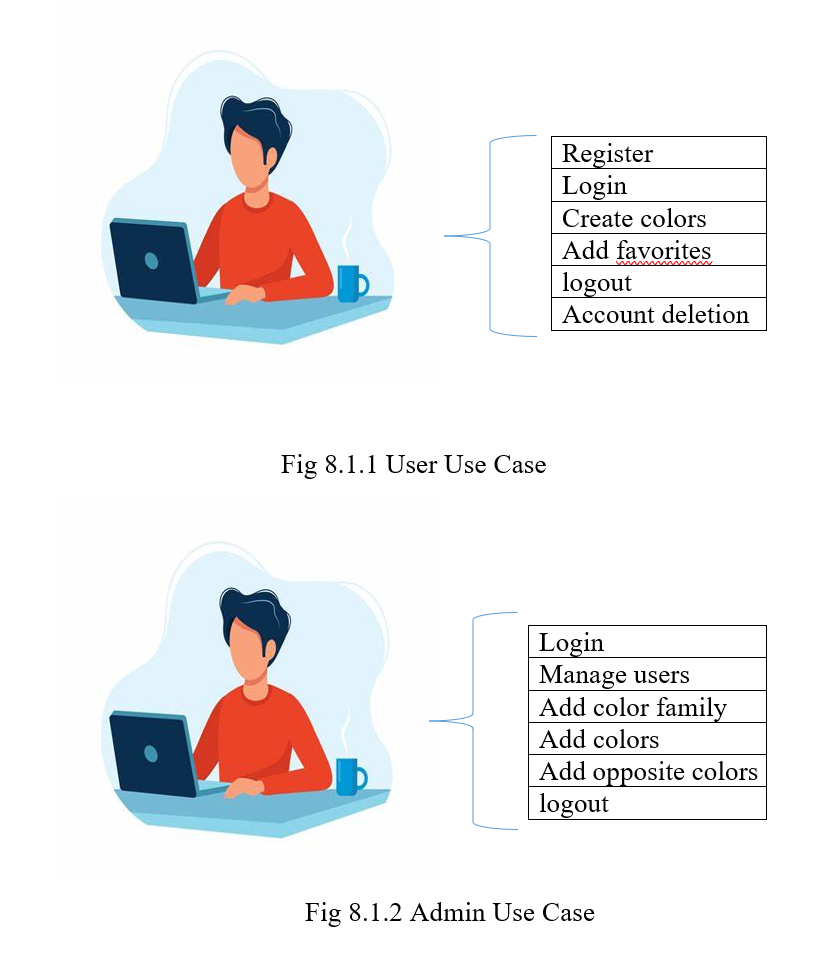 Register
Login
Create colors
Add favorites
logout
Account deletion
Fig 8.1.1 User Use Case
Login
Manage users
Add color family
Add colors
Add opposite colors
logout
Fig 8.1.2 Admin Use Case